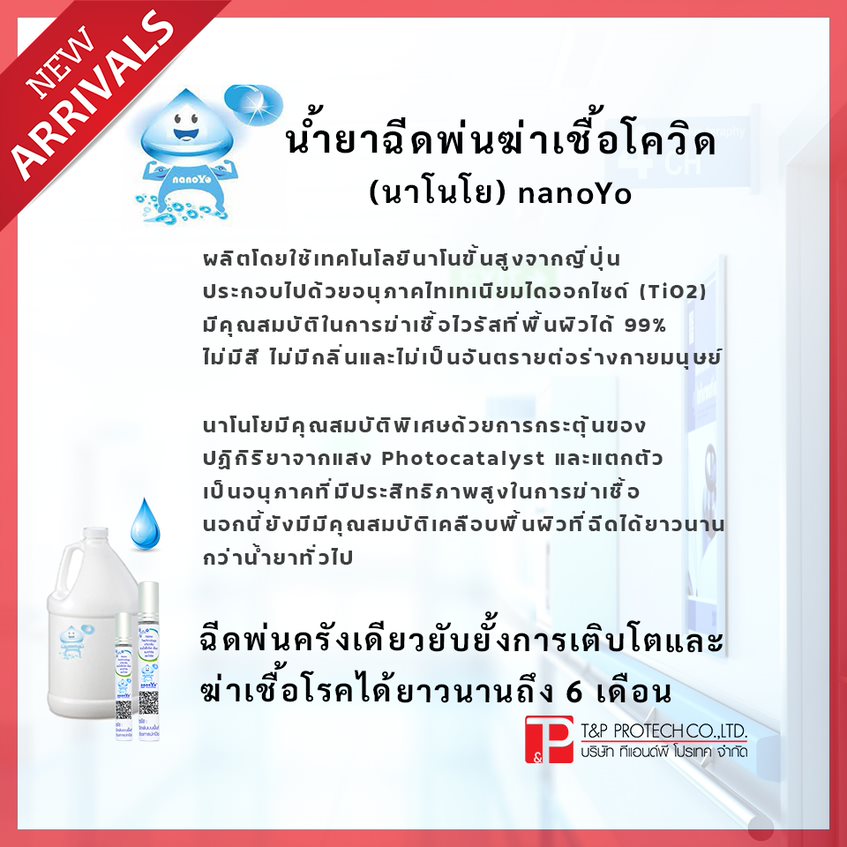 NEW
ARRIVALS
nanoYo
น้ำยาฉีดพ่นฆ่าเชื้อโควิด
(นาโนโย) nanoYo
ผลิตโดยใช้เทคโนโลยีนาโนขั้นสูงจากญี่ปุ่น
ประกอบไปด้วยอนุภาคไทเทเนียมไดออกไซด์ (TiO2)
มีคุณสมบัติในการฆ่าเชื้อไวรัสที่พื้นผิวได้ 99%
ไม่มีสี ไม่มีกลิ่นและไม่เป็นอันตรายต่อร่างกายมนุษย์
นาโนโยมีคุณสมบัติพิเศษด้วยการกระตุ้นของ
ปฏิกิริยาจากแสง Photocatalyst และแตกตัว
เป็นอนุภาคที่มีประสิทธิภาพสูงในการฆ่าเชื้อ
นอกนี้ยังมีมีคุณสมบัติเคลือบพื้นผิวที่ฉีดได้ยาวนาน
กว่าน้ำยาทั่วไป
ฉีดพ่นครังเดียวยับยั้งการเติบโตและ
ฆ่าเชื้อโรคได้ยาวนานถึง 6 เดือน
nanoYo
T&P
T&P PROTECH CO.,LTD.
บริษัท ทีแอนด์พี โปรเทค จำกัด